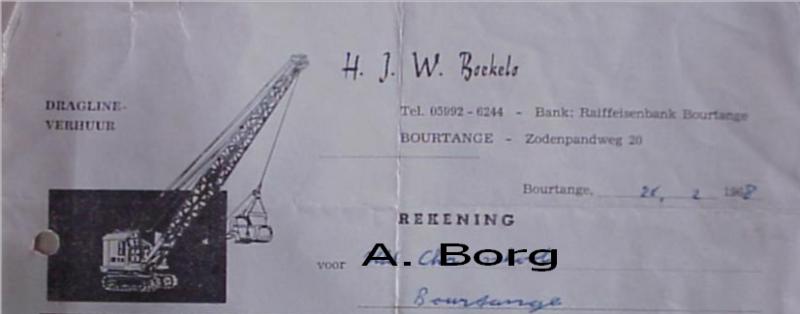 H. J. W. Boekelo
DRAGLINE-
VERHUUR
Tel. 05992-6244 - Bank: Raiffeisenbank Bourtange
BOURTANGE - Zodenpandweg 20
Bourtange, 26, 2 1968
REKENING
voor A. Borg
Bourtange